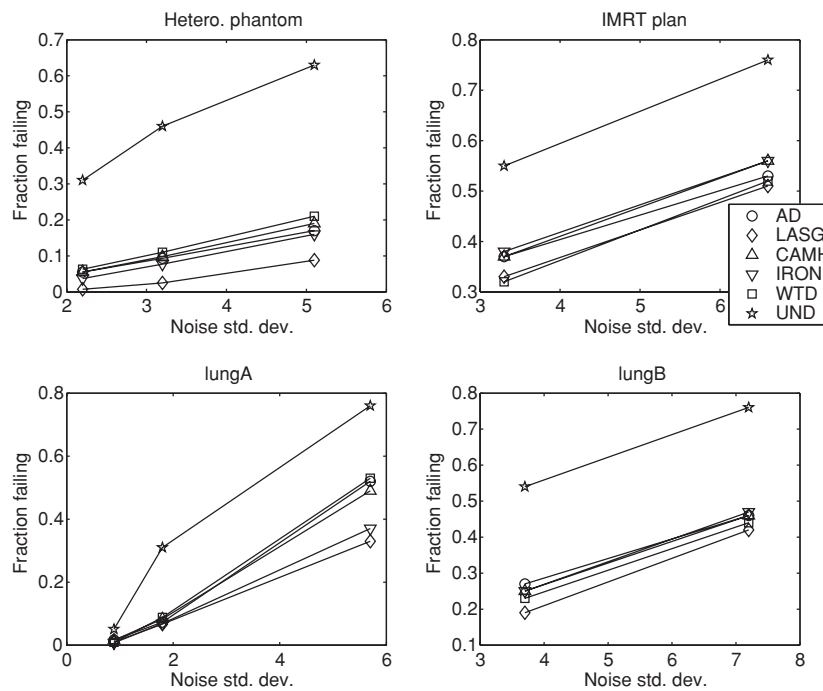 Hetero. phantom
0.7
0.6
0.5
0.4
0.3
0.2
0.1
0
2 3 4 5 6
Fraction failing
Noise std. dev.
IMRT plan
0.8
0.7
0.6
0.5
0.4
0.3
3 4 5 6
Fraction failing
Noise std. dev.
AD
LASG
CAMH
IRON
WTD
UND
lungA
0.8
0.6
0.4
0.2
0
0 2 4 6
Fraction failing
Noise std. dev.
lungB
0.8
0.7
0.6
0.5
0.4
0.3
0.2
0.1
3 4 5 6 7 8
Fraction failing
Noise std. dev.